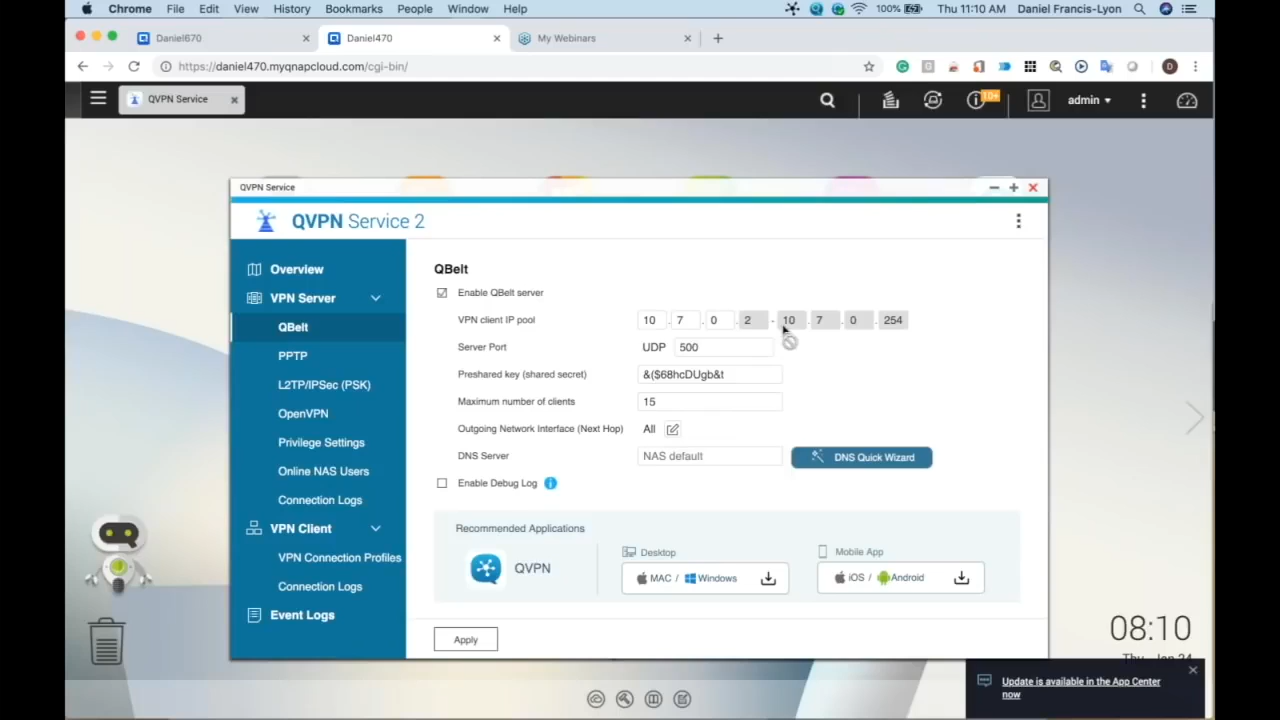 Chrome File Edit View History Bookmarks People Window Help 100% Thu 11:10 AM Daniel Francis-Lyon
Daniel670 Daniel470 My Webinars
https://daniel470.myqnapcloud.com/cgi-bin/
QVPN Service 10+ admin
QVPN Service
QVPN Service 2
Overview
VPN Server
QBelt
PPTP
L2TP/IPSec (PSK)
OpenVPN
Privilege Settings
Online NAS Users
Connection Logs
VPN Client
VPN Connection Profiles
Connection Logs
Event Logs
QBelt
Enable QBelt server
VPN client IP pool 10 . 7 . 0 . 2 - 10 . 7 . 0 . 254
Server Port UDP 500
Preshared key (shared secret) &($68hcDUgb&t
Maximum number of clients 15
Outgoing Network Interface (Next Hop) All
DNS Server NAS default DNS Quick Wizard
Enable Debug Log
Recommended Applications
QVPN
Desktop
MAC / Windows
Mobile App
iOS / Android
Apply
08:10
Update is available in the App Center
now